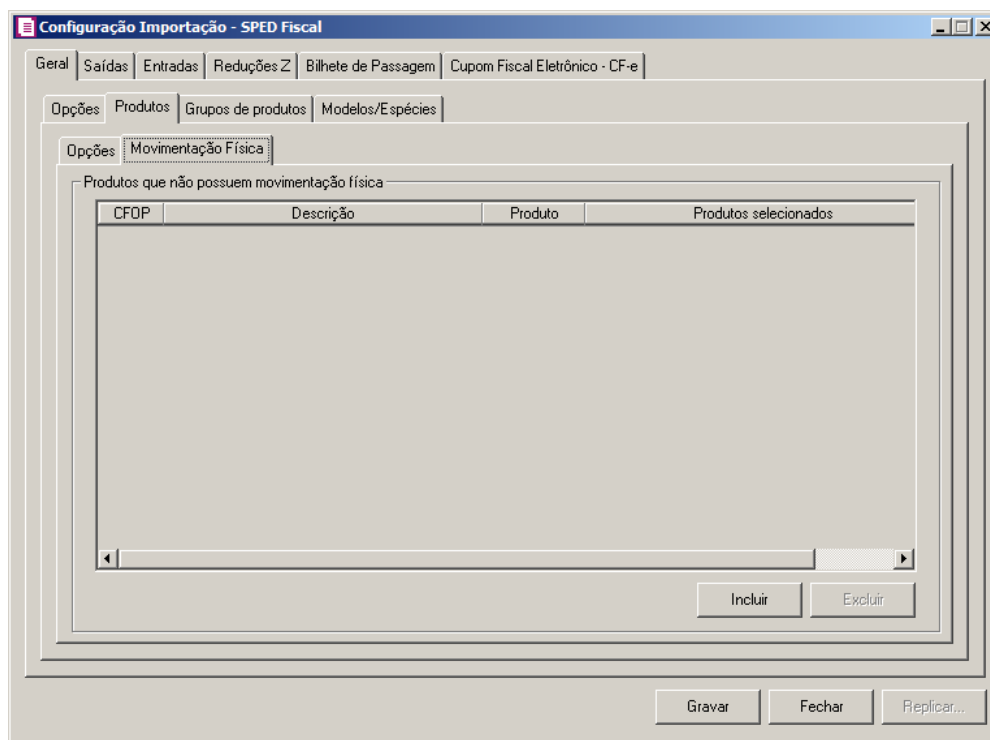 Configuração Importação - SPED Fiscal
Geral Saídas Entradas Reduções Z Bilhete de Passagem Cupom Fiscal Eletrônico - CF-e
Opções Produtos Grupos de produtos Modelos/Espécies
Opções Movimentação Física
Produtos que não possuem movimentação física
CFOP Descrição Produto Produtos selecionados
Incluir Excluir
Gravar Fechar Replicar...